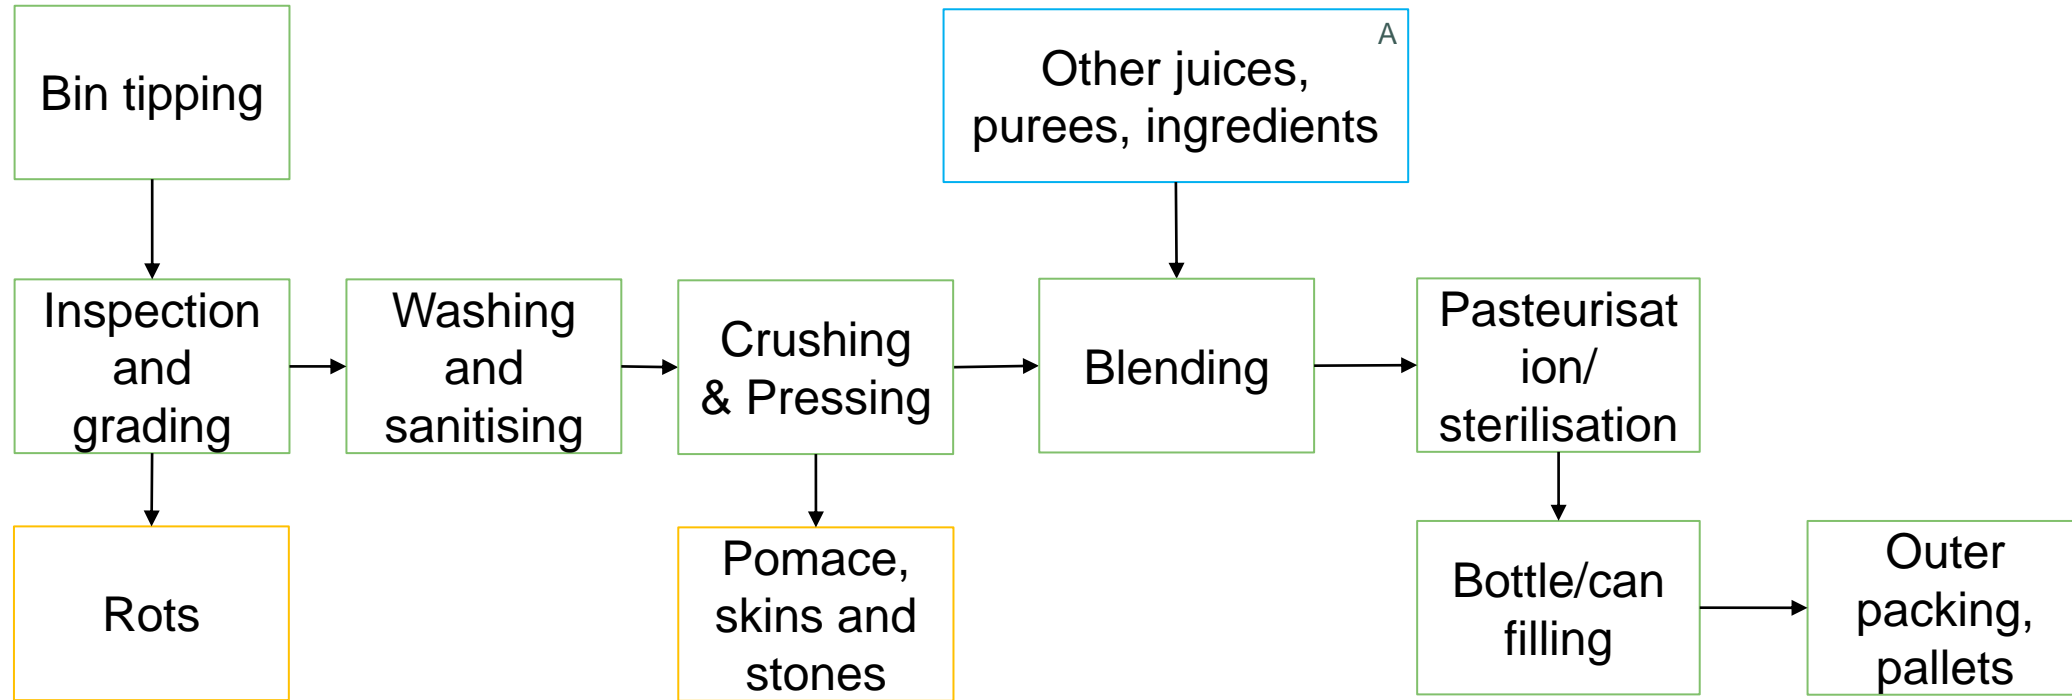 Bin tipping
A
Other juices,
purees, ingredients
Inspection
and
grading
Washing
and
sanitising
Crushing
& Pressing
Blending
Pasteurisat
ion/
sterilisation
Rots
Pomace,
skins and
stones
Bottle/can
filling
Outer
packing,
pallets